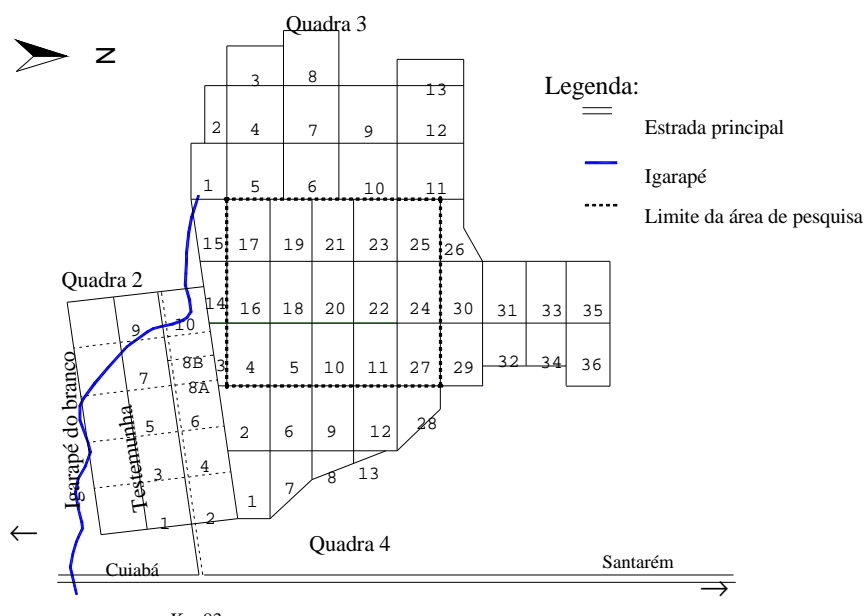 Quadra 3
N
3 8
13
Legenda:
Estrada principal
Igarapé
Limite da área de pesquisa
2 4 7 9 12
1 5 6 10 11
15 17 19 21 23 25 26
Quadra 2
14 16 18 20 22 24 30 31 33 35
9 10
8B 3 4 5 10 11 27 29 32 34 36
7 8A
Igarapé do branco
Testemunha
5 6 2 6 9 12 28
3 4 1 7 8 13
1 2
Quadra 4
←
Cuiabá
Santarém
→